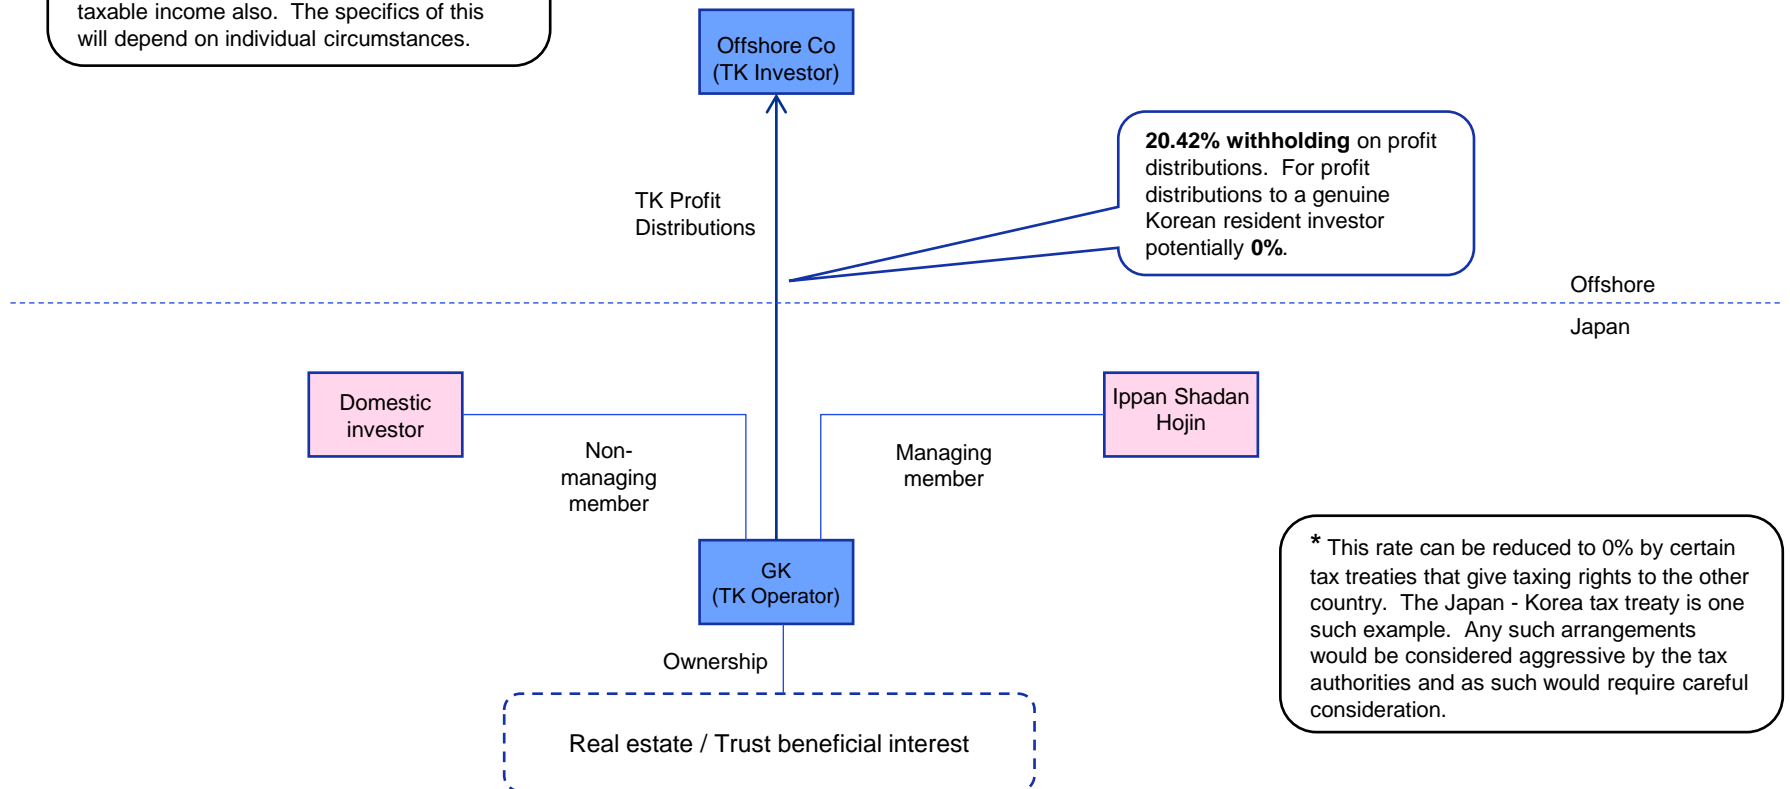 taxable income also. The specifics of this
will depend on individual circumstances.
Offshore Co
(TK Investor)
20.42% withholding on profit
distributions. For profit
distributions to a genuine
Korean resident investor
potentially 0%.
TK Profit
Distributions
Offshore
Japan
Domestic
investor
Ippan Shadan
Hojin
Non-
managing
member
Managing
member
GK
(TK Operator)
* This rate can be reduced to 0% by certain
tax treaties that give taxing rights to the other
country. The Japan - Korea tax treaty is one
such example. Any such arrangements
would be considered aggressive by the tax
authorities and as such would require careful
consideration.
Ownership
Real estate / Trust beneficial interest